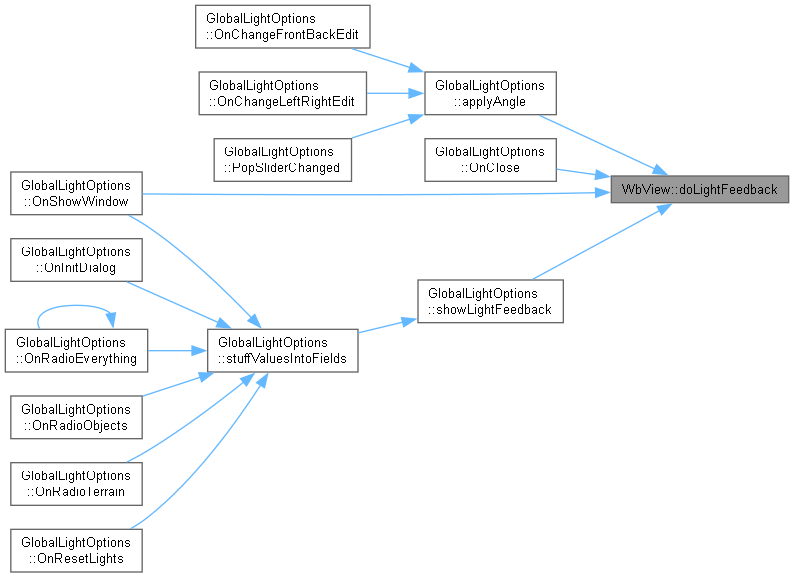 GlobalLightOptions
::OnChangeFrontBackEdit
GlobalLightOptions
::OnChangeLeftRightEdit
GlobalLightOptions
::applyAngle
GlobalLightOptions
::PopSliderChanged
GlobalLightOptions
::OnClose
GlobalLightOptions
::OnShowWindow
WbView::doLightFeedback
GlobalLightOptions
::OnInitDialog
GlobalLightOptions
::showLightFeedback
GlobalLightOptions
::OnRadioEverything
GlobalLightOptions
::stuffValuesIntoFields
GlobalLightOptions
::OnRadioObjects
GlobalLightOptions
::OnRadioTerrain
GlobalLightOptions
::OnResetLights